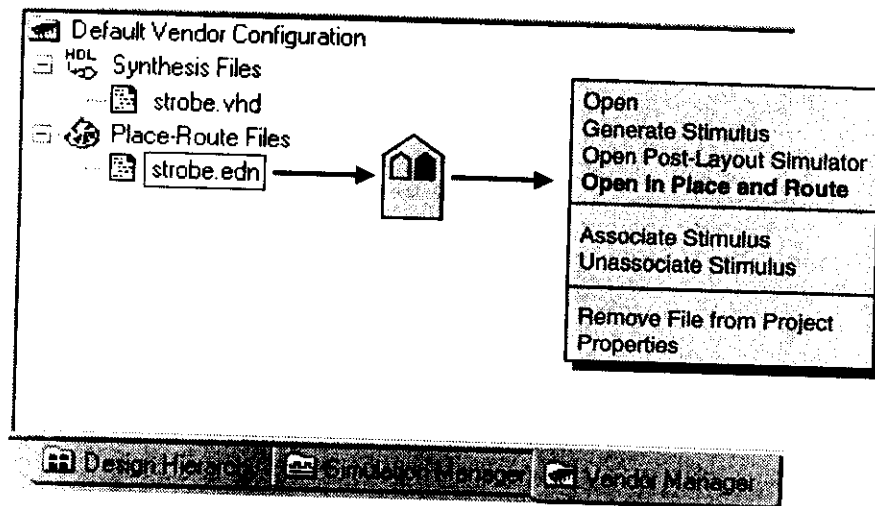 Default Vendor Configuration
HDL
Synthesis Files
strobe.vhd
Place-Route Files
strobe.edn
Open
Generate Stimulus
Open Post-Layout Simulator
Open In Place and Route
Associate Stimulus
Unassociate Stimulus
Remove File from Project
Properties
Design Hierarchy
Simulation Manager
Vendor Manager